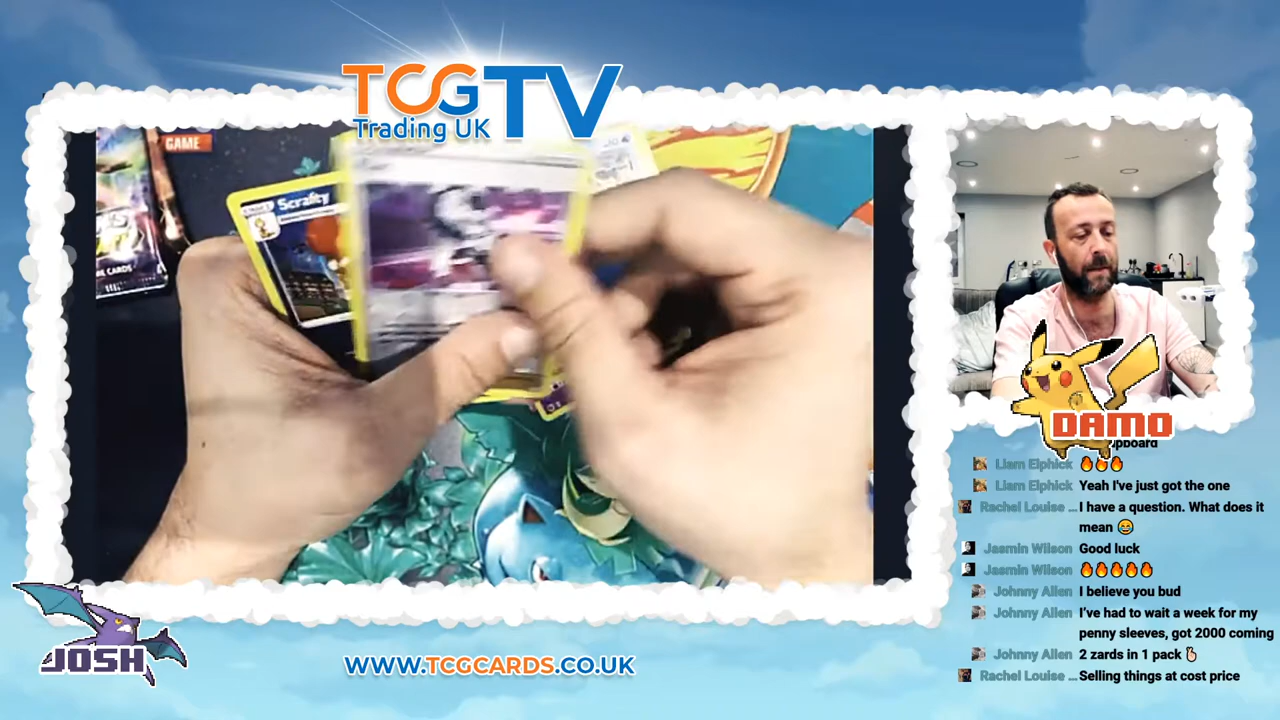 TCG TV
Trading UK
GAME
Scrafty
CARDS
DAMO
upboard
Liam Elphick 🔥🔥🔥
Liam Elphick Yeah I've just got the one
Rachel Louise ... I have a question. What does it
mean 😂
Jasmin Wilson Good luck
Jasmin Wilson 🔥🔥🔥🔥🔥
Johnny Allen I believe you bud
Johnny Allen I've had to wait a week for my
penny sleeves, got 2000 coming
Johnny Allen 2 zards in 1 pack 👌🏻
Rachel Louise ... Selling things at cost price
JOSH
WWW.TCGCARDS.CO.UK